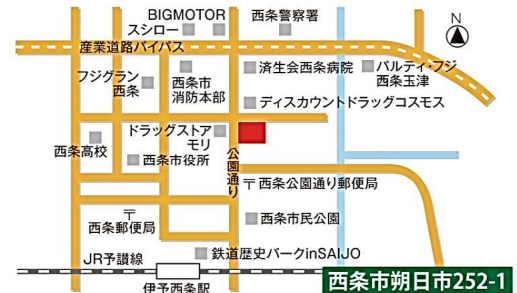 BIGMOTOR
スシロー
西条警察署
N
産業道路バイパス
フジグラン
西条
西条市
消防本部
済生会西条病院
パルティ・フジ
西条玉津
ディスカウントドラッグコスモス
ドラッグストア
モリ
西条高校
西条市役所
公園通り
〒西条公園通り郵便局
〒
西条郵便局
西条市民公園
JR予讃線
鉄道歴史パークinSAIJO
伊予西条駅
西条市朔日市252-1